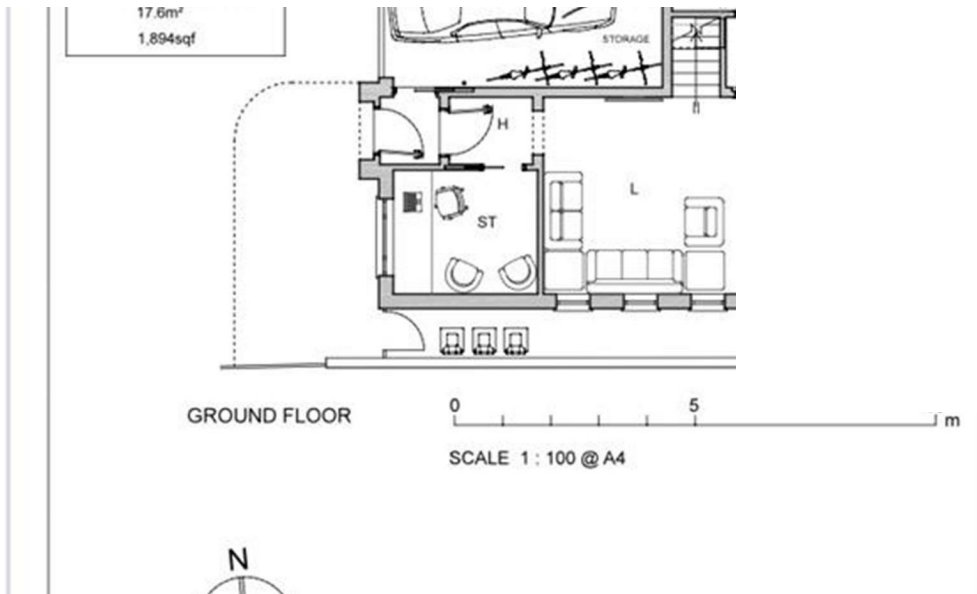 17.6m²
1,894sqf
STORAGE
H
L
ST
GROUND FLOOR
0 5 m
SCALE 1 : 100 @ A4
N